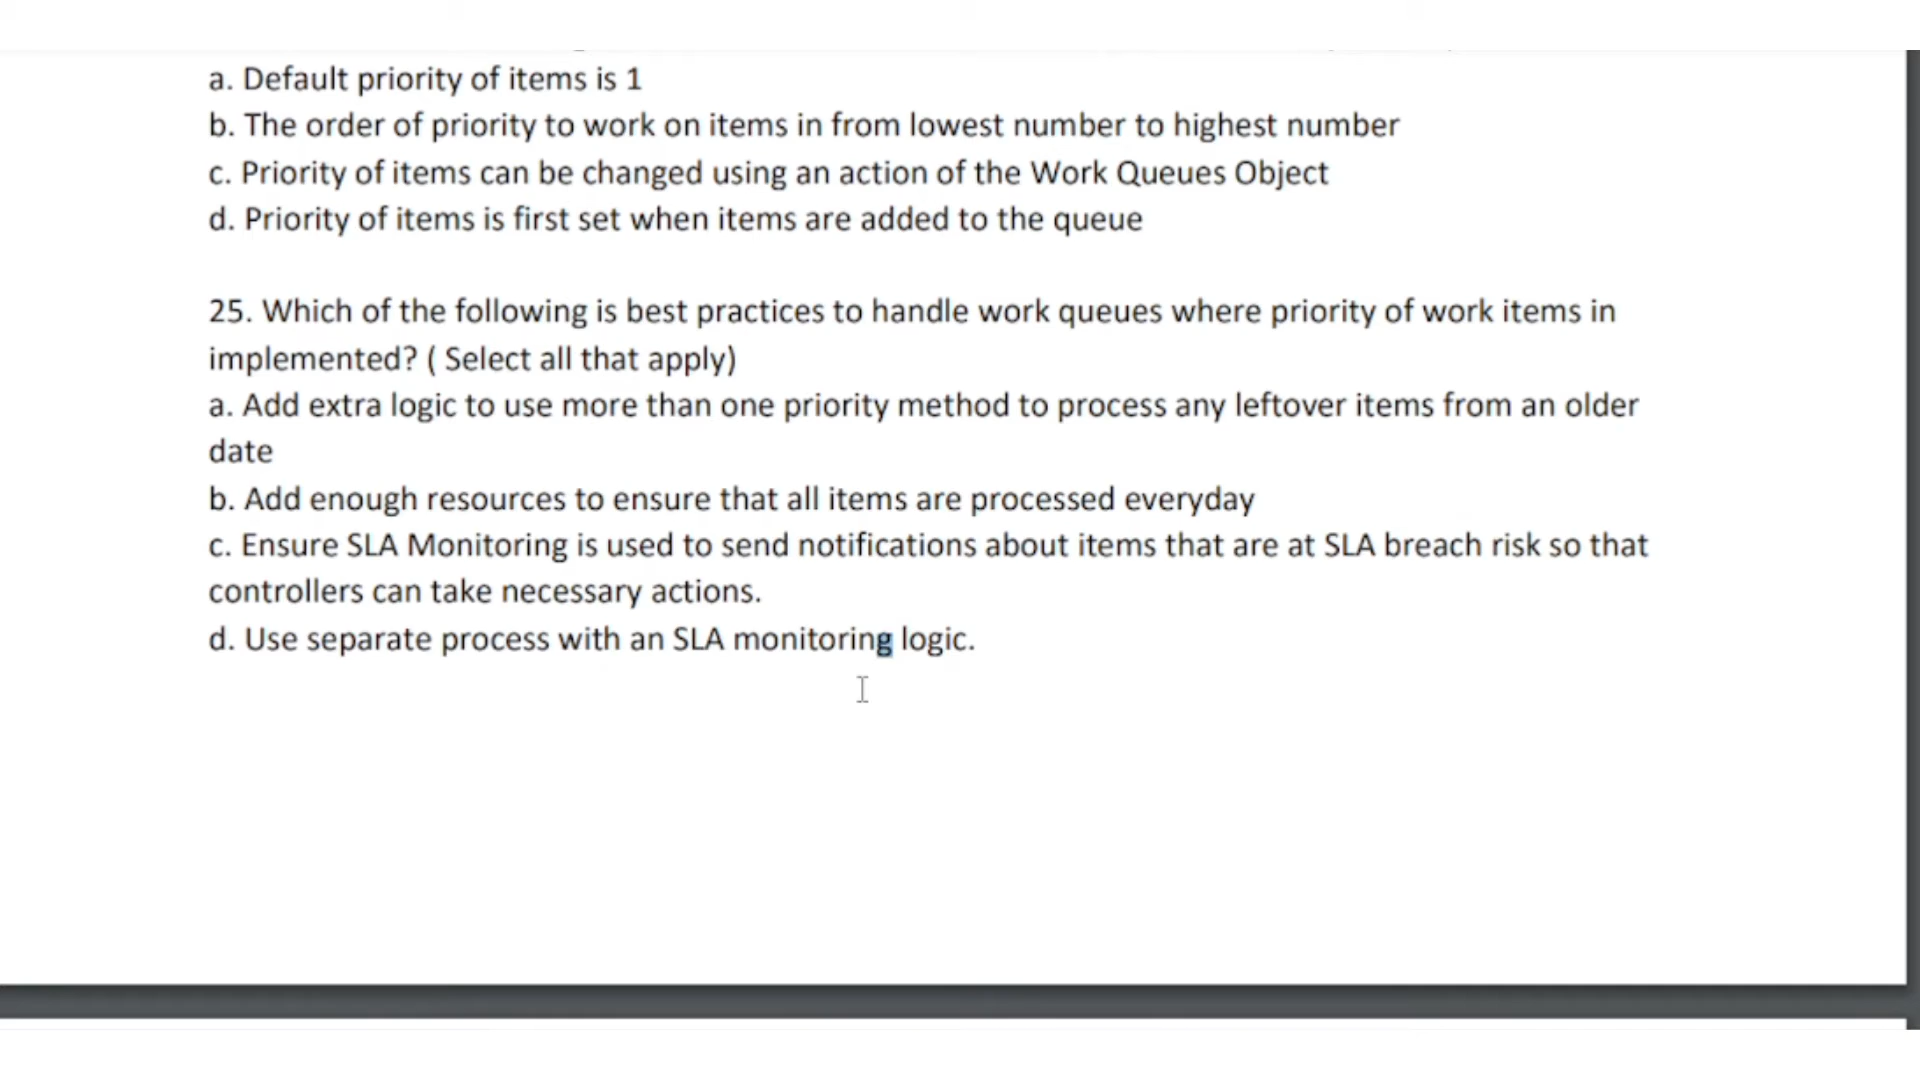 a. Default priority of items is 1
b. The order of priority to work on items in from lowest number to highest number
c. Priority of items can be changed using an action of the Work Queues Object
d. Priority of items is first set when items are added to the queue
25. Which of the following is best practices to handle work queues where priority of work items in
implemented? ( Select all that apply)
a. Add extra logic to use more than one priority method to process any leftover items from an older
date
b. Add enough resources to ensure that all items are processed everyday
c. Ensure SLA Monitoring is used to send notifications about items that are at SLA breach risk so that
controllers can take necessary actions.
d. Use separate process with an SLA monitoring logic.